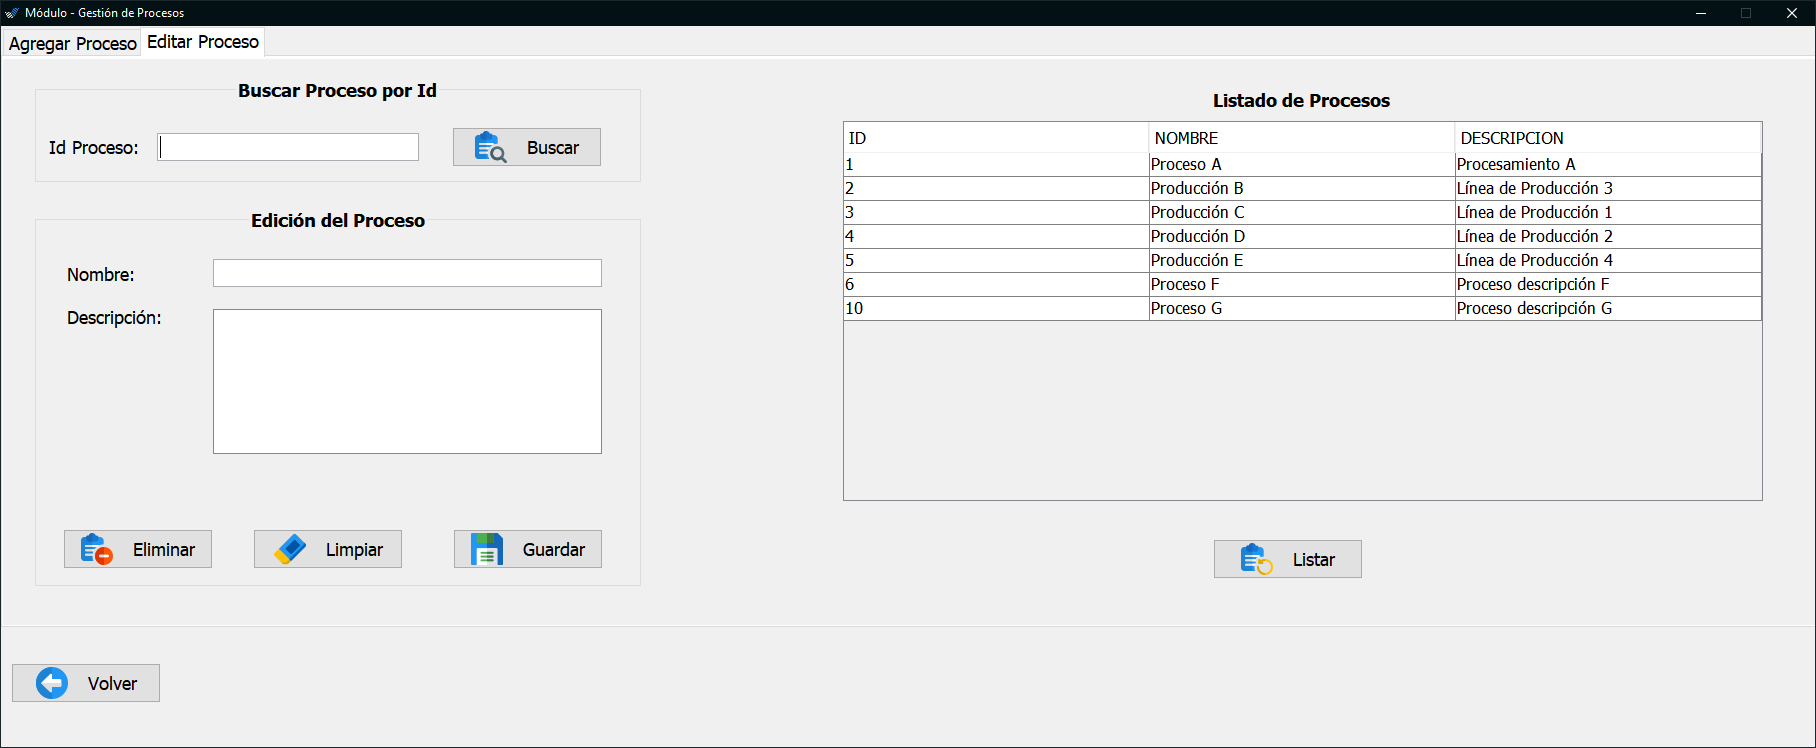 Módulo - Gestión de Procesos
Agregar Proceso Editar Proceso
Buscar Proceso por Id
Id Proceso: Buscar
Edición del Proceso
Nombre:
Descripción:
Eliminar Limpiar Guardar
Listado de Procesos
ID NOMBRE DESCRIPCION
1 Proceso A Procesamiento A
2 Producción B Línea de Producción 3
3 Producción C Línea de Producción 1
4 Producción D Línea de Producción 2
5 Producción E Línea de Producción 4
6 Proceso F Proceso descripción F
10 Proceso G Proceso descripción G
Listar
Volver